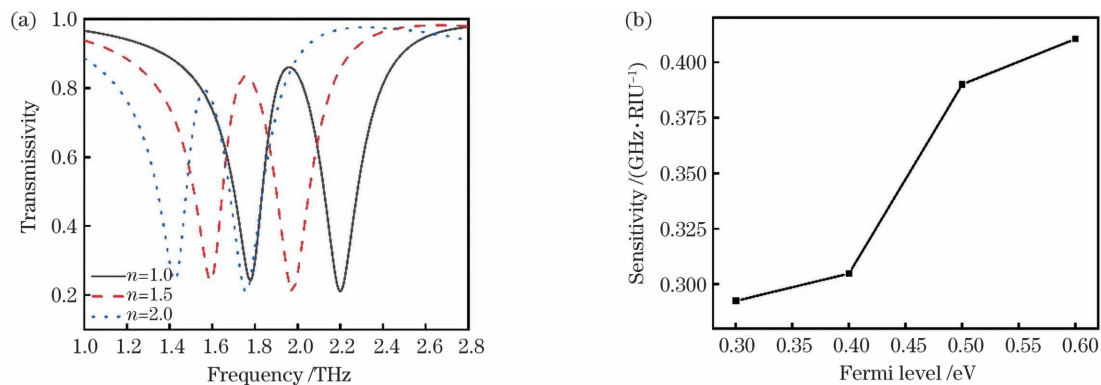 (a)
1.0
0.8
0.6
0.4
0.2
Transmissivity
n=1.0
n=1.5
n=2.0
1.0 1.2 1.4 1.6 1.8 2.0 2.2 2.4 2.6 2.8
Frequency /THz
(b)
0.400
0.375
0.350
0.325
0.300
Sensitivity /(GHz·RIU⁻¹)
0.30 0.35 0.40 0.45 0.50 0.55 0.60
Fermi level /eV